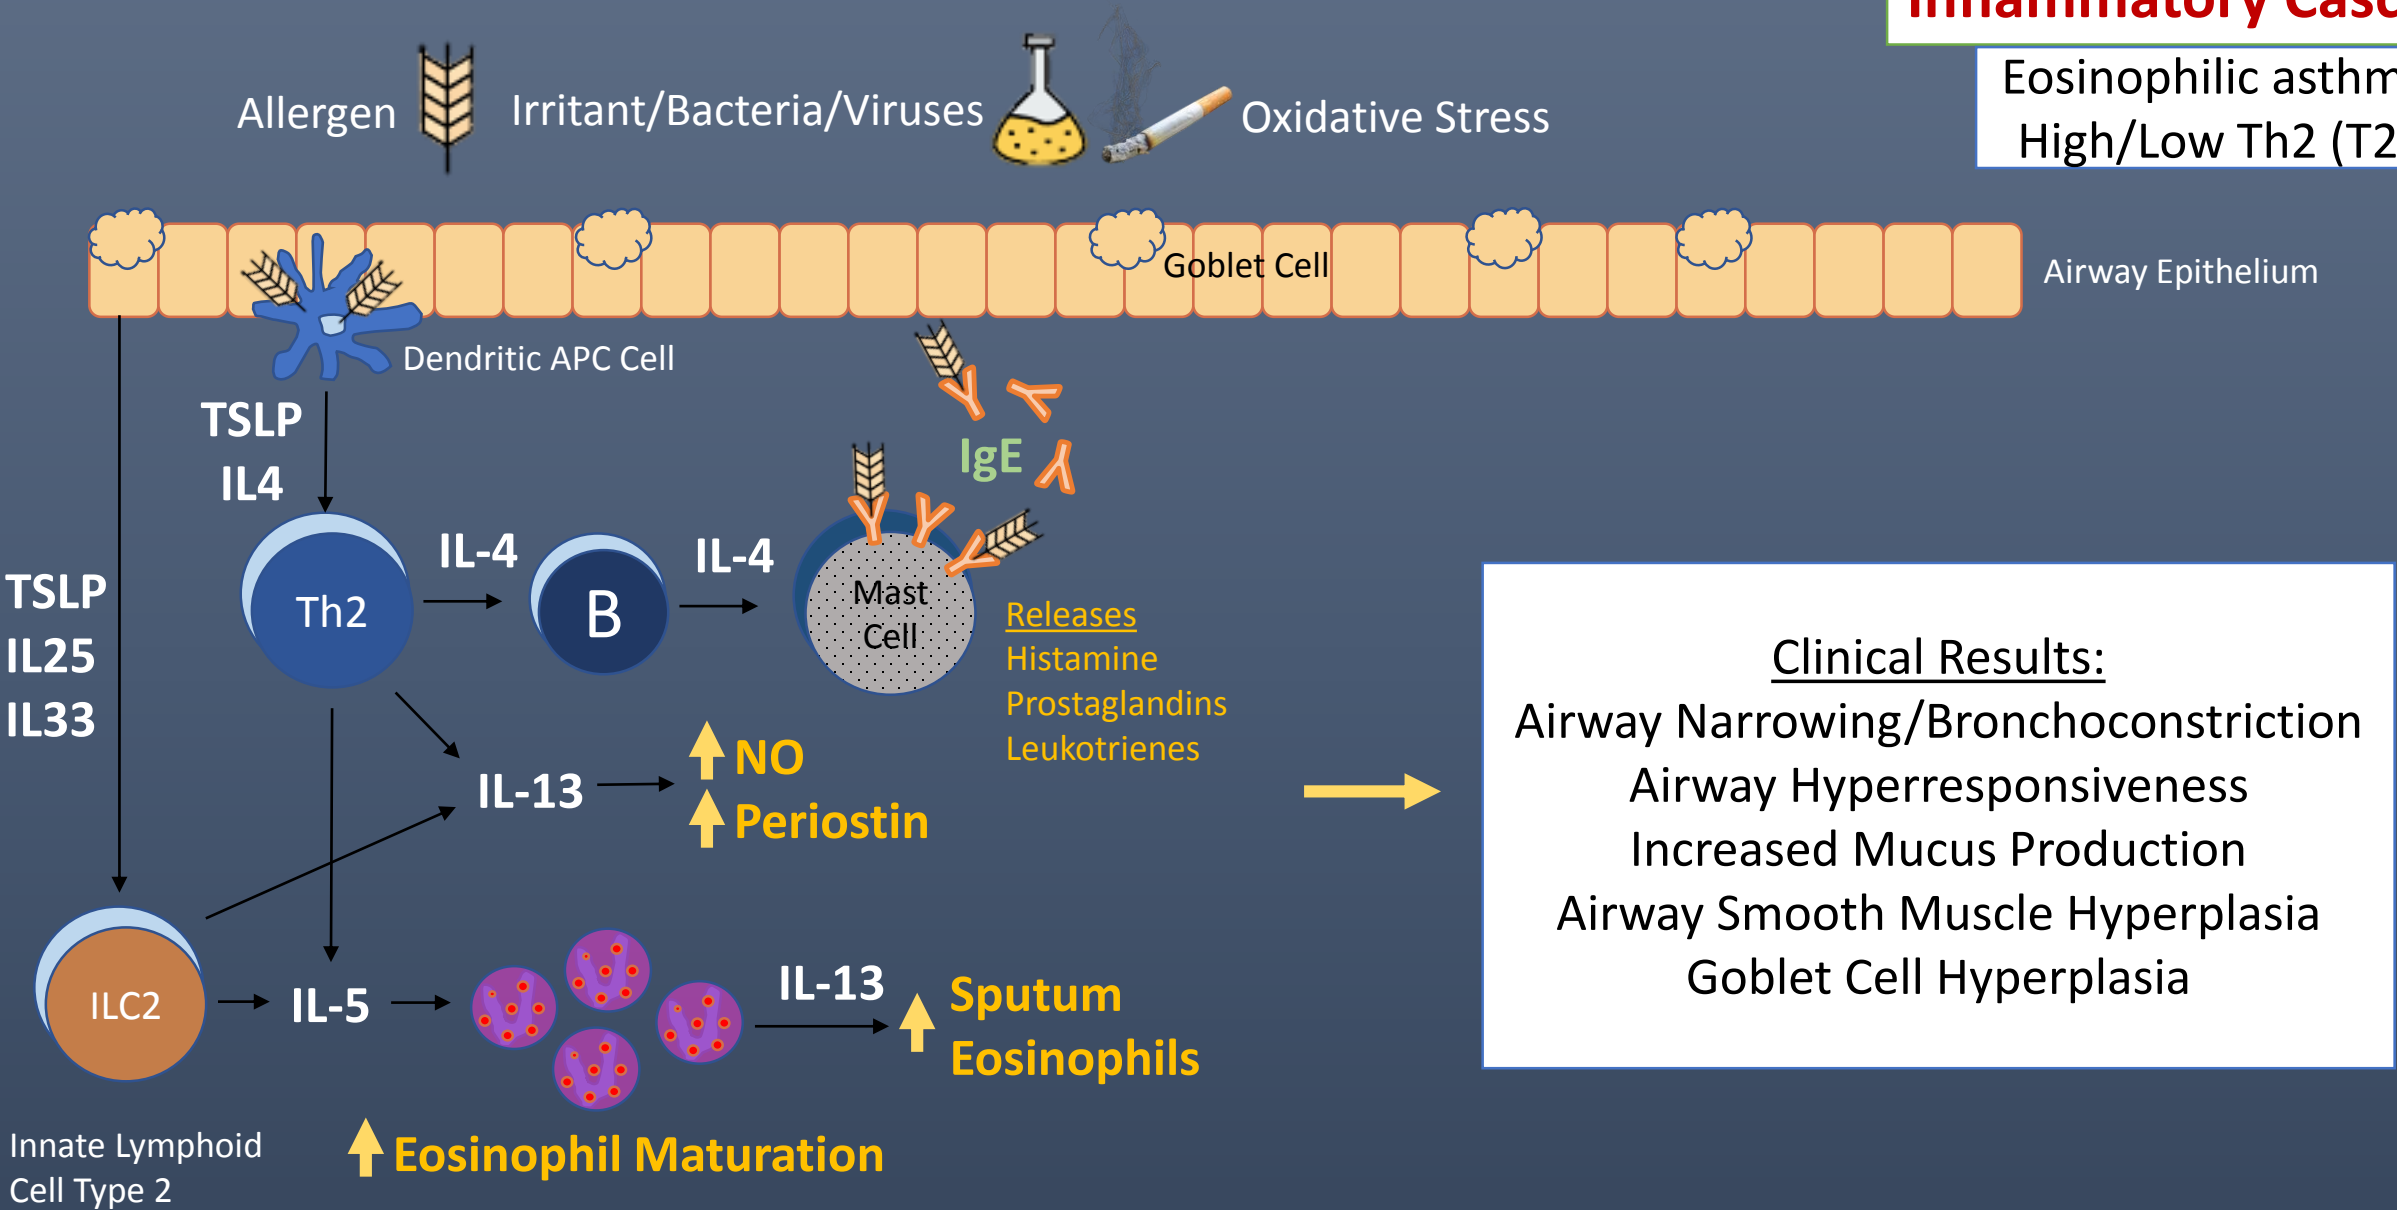 Inflammatory Casc
Eosinophilic asthm
High/Low Th2 (T2
Allergen
Irritant/Bacteria/Viruses
Oxidative Stress
Goblet Cell
Airway Epithelium
Dendritic APC Cell
TSLP
IL4
IgE
IL-4
IL-4
TSLP
IL25
IL33
Th2
B
Mast
Cell
Releases
Histamine
Prostaglandins
Leukotrienes
NO
Periostin
IL-13
Clinical Results:
Airway Narrowing/Bronchoconstriction
Airway Hyperresponsiveness
Increased Mucus Production
Airway Smooth Muscle Hyperplasia
Goblet Cell Hyperplasia
ILC2
IL-5
IL-13
Sputum
Eosinophils
Innate Lymphoid
Cell Type 2
Eosinophil Maturation